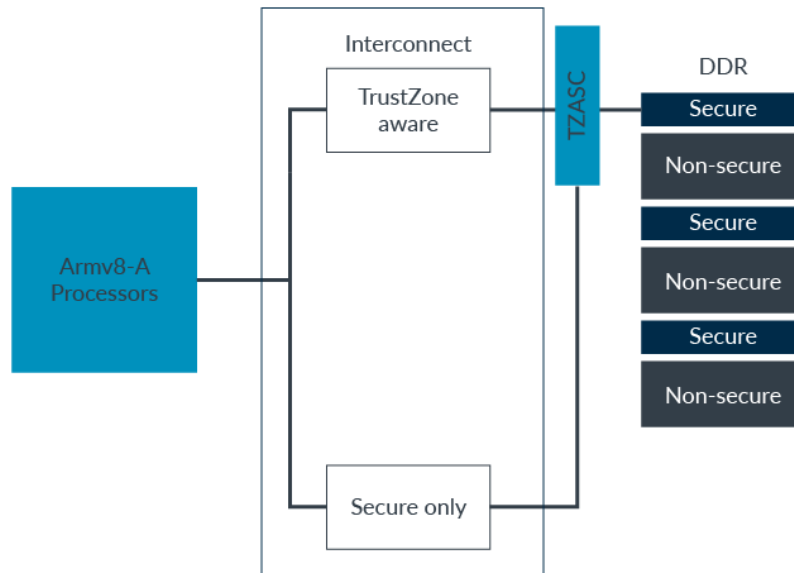 Interconnect
TrustZone
aware
TZASC
DDR
Secure
Non-secure
Secure
Non-secure
Secure
Non-secure
Armv8-A
Processors
Secure only